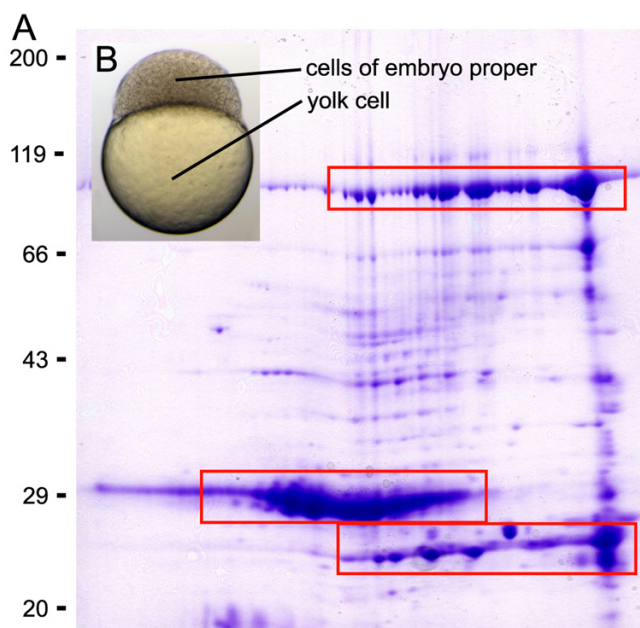 A
200 -
B
cells of embryo proper
yolk cell
119 -
66 -
43 -
29 -
20 -